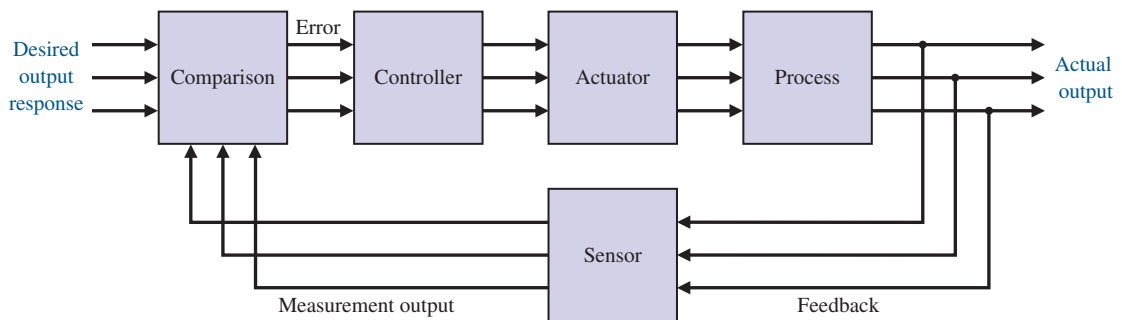 Desired
output
response
Comparison
Error
Controller
Actuator
Process
Actual
output
Sensor
Measurement output
Feedback